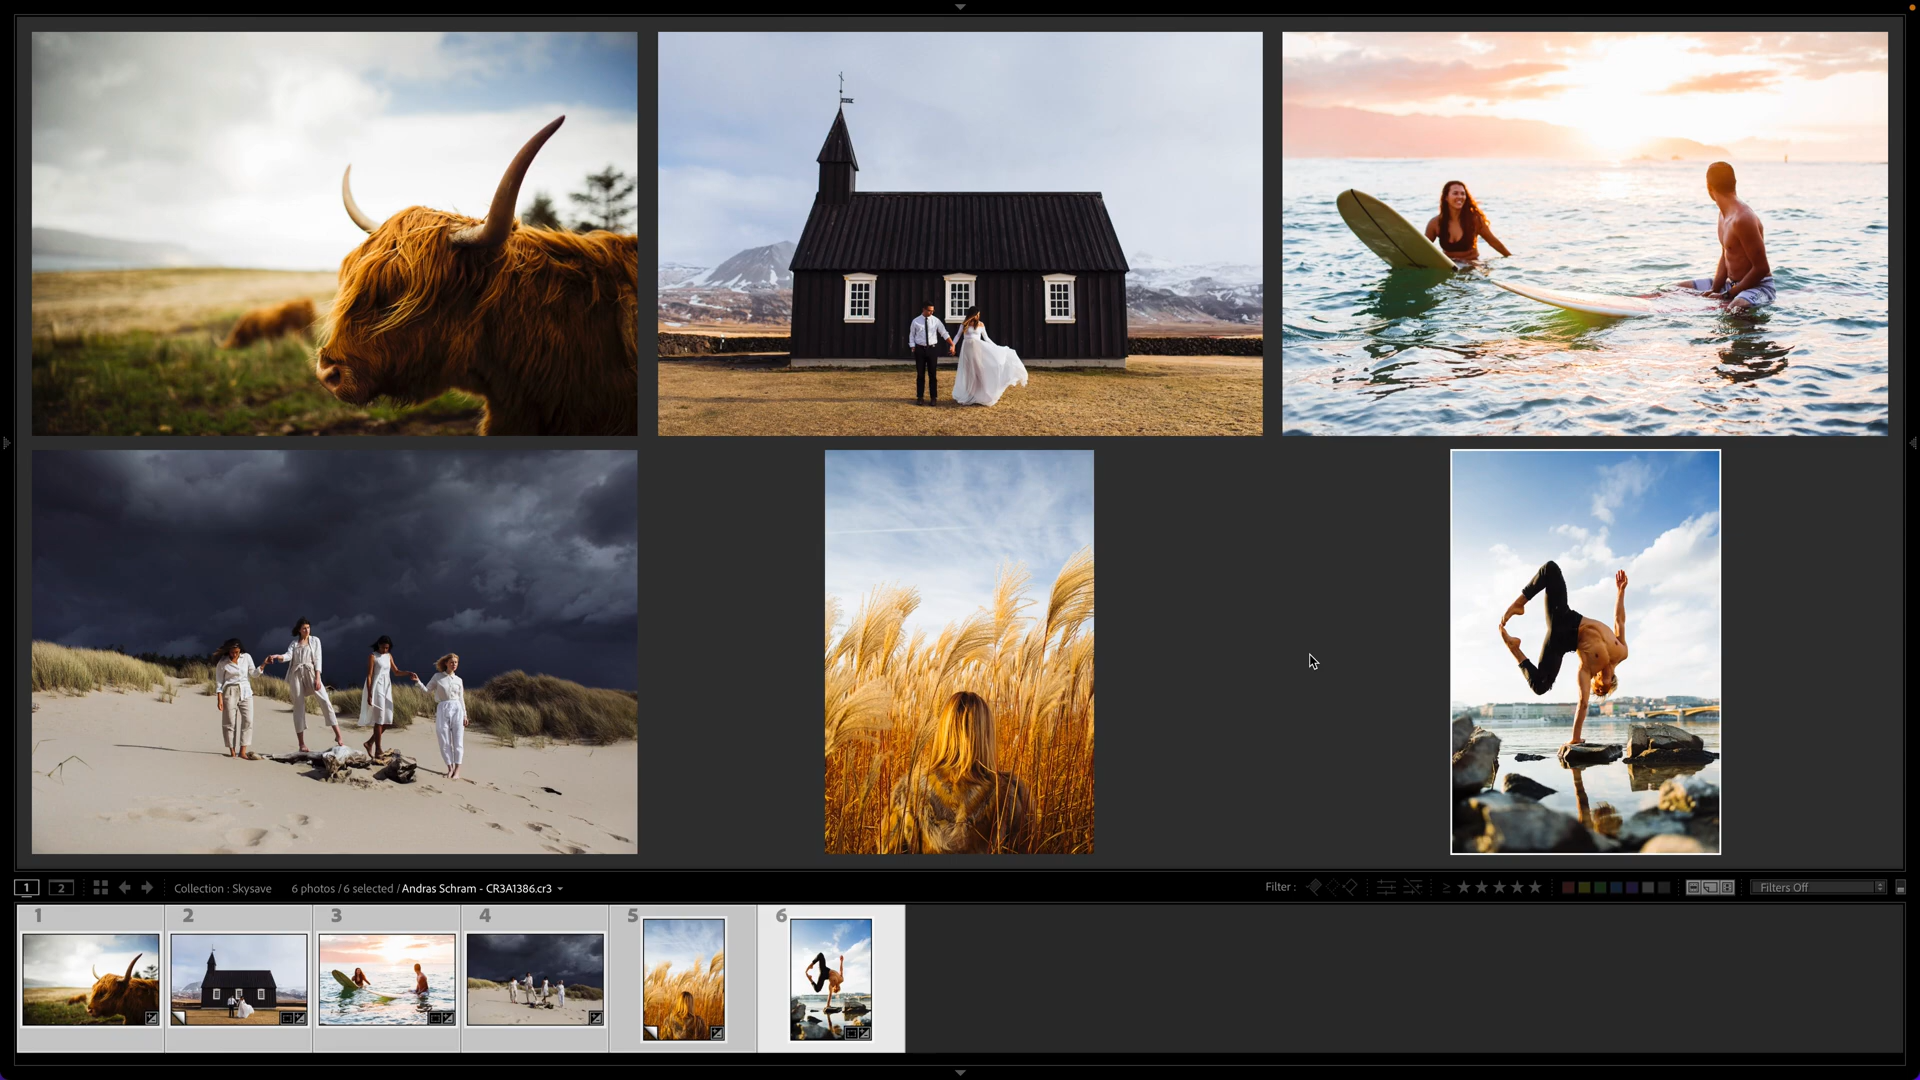 1 2 Collection : Skysave 6 photos / 6 selected / Andras Schram - CR3A1386.cr3 Filter : ≥ ★★★★★ Filters Off
1 2 3 4 5 6